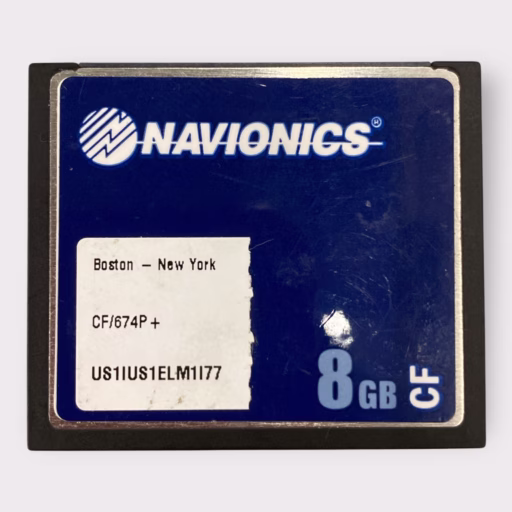 NAVIONICS®
Boston – New York
CF/674P+
US1IUS1ELM1I77
8GB
CF